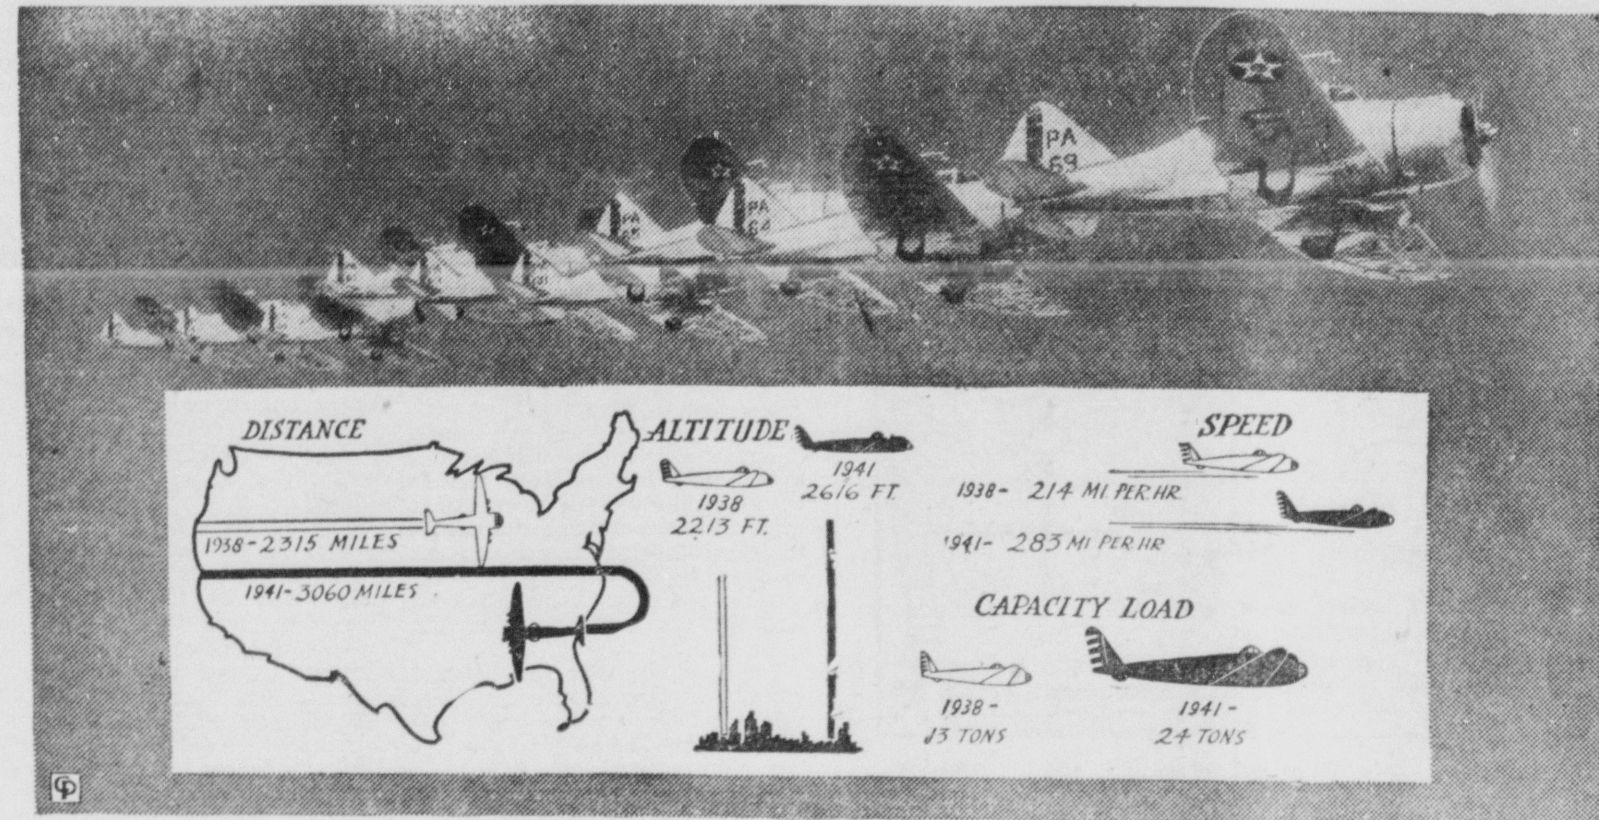 PA
69
PA
64
PA
DISTANCE
1938-2315 MILES
1941-3060 MILES
ALTITUDE
1938
2213 FT.
1941
2616 FT.
SPEED
1938- 214 MI PER HR
1941- 283 MI PER HR
CAPACITY LOAD
1938-
13 TONS
1941-
24 TONS
CP